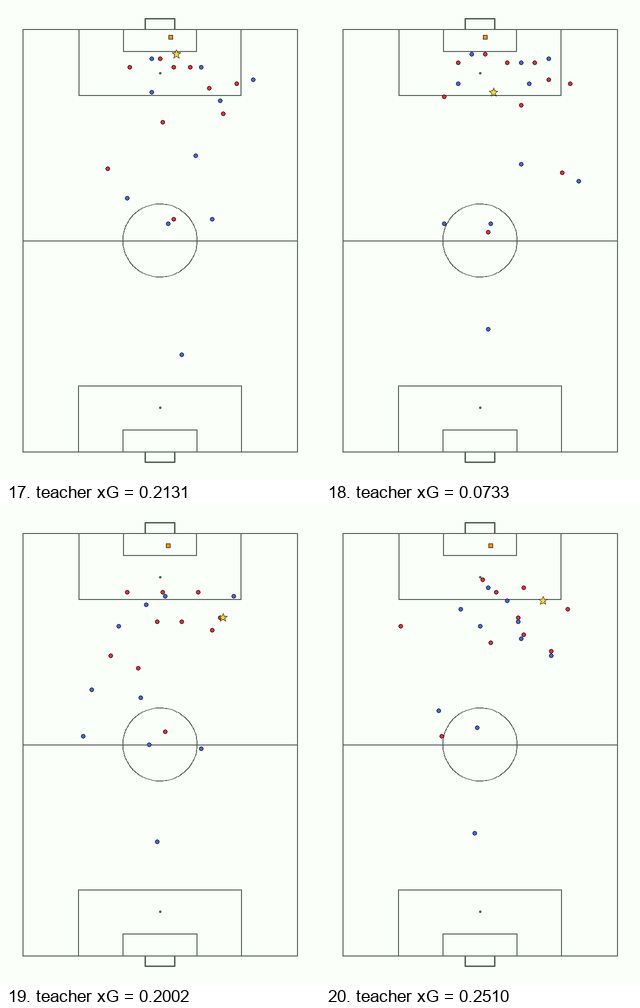 17. teacher xG = 0.2131
18. teacher xG = 0.0733
19. teacher xG = 0.2002
20. teacher xG = 0.2510